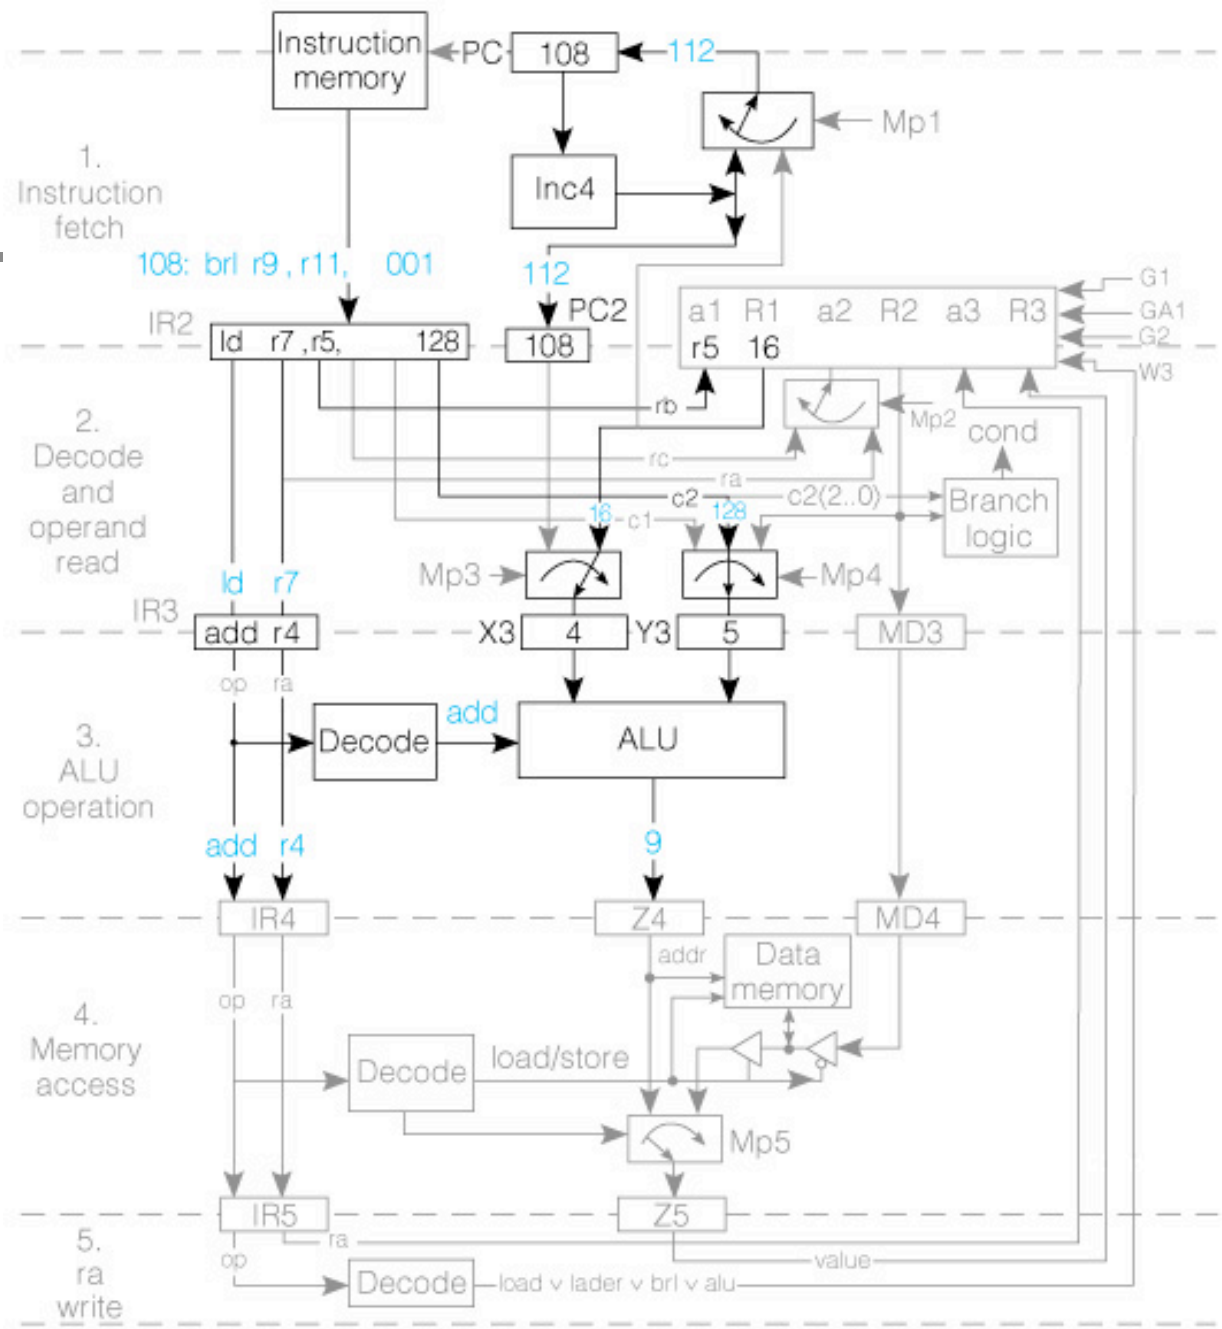 Instruction memory
PC
108
112
Mp1
1. Instruction fetch
Inc4
108: brl r9 , r11, 001
112
PC2
G1
GA1
G2
W3
IR2
ld r7 ,r5, 128
108
a1 R1 a2 R2 a3 R3
r5 16
2. Decode and operand read
rb
Mp2
cond
rc
ra
c2
c2(2..0)
Branch logic
16
c1
128
Mp3
Mp4
ld r7
IR3
add r4
X3
4
Y3
5
MD3
op ra
3. ALU operation
Decode
add
ALU
add r4
9
IR4
Z4
MD4
addr
Data memory
op ra
4. Memory access
Decode
load/store
Mp5
IR5
Z5
5. ra write
op
ra
value
Decode
load v lader v brl v alu